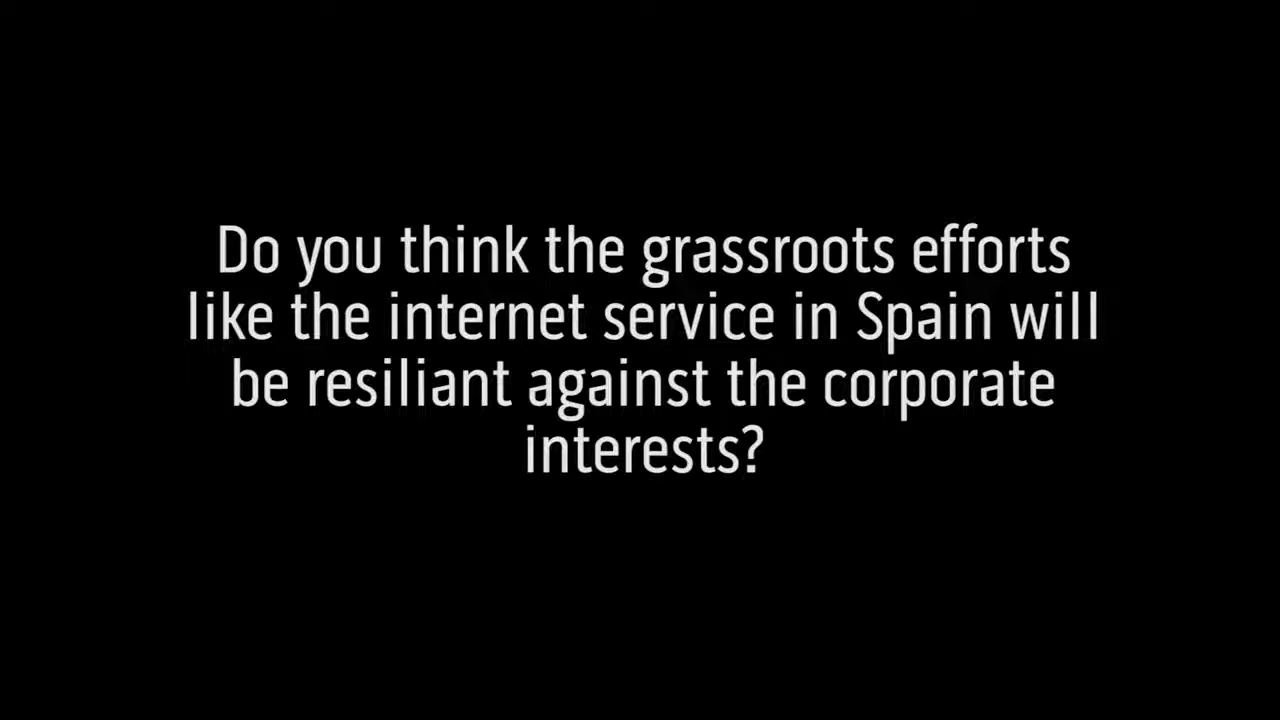 Do you think the grassroots efforts
like the internet service in Spain will
be resiliant against the corporate
interests?